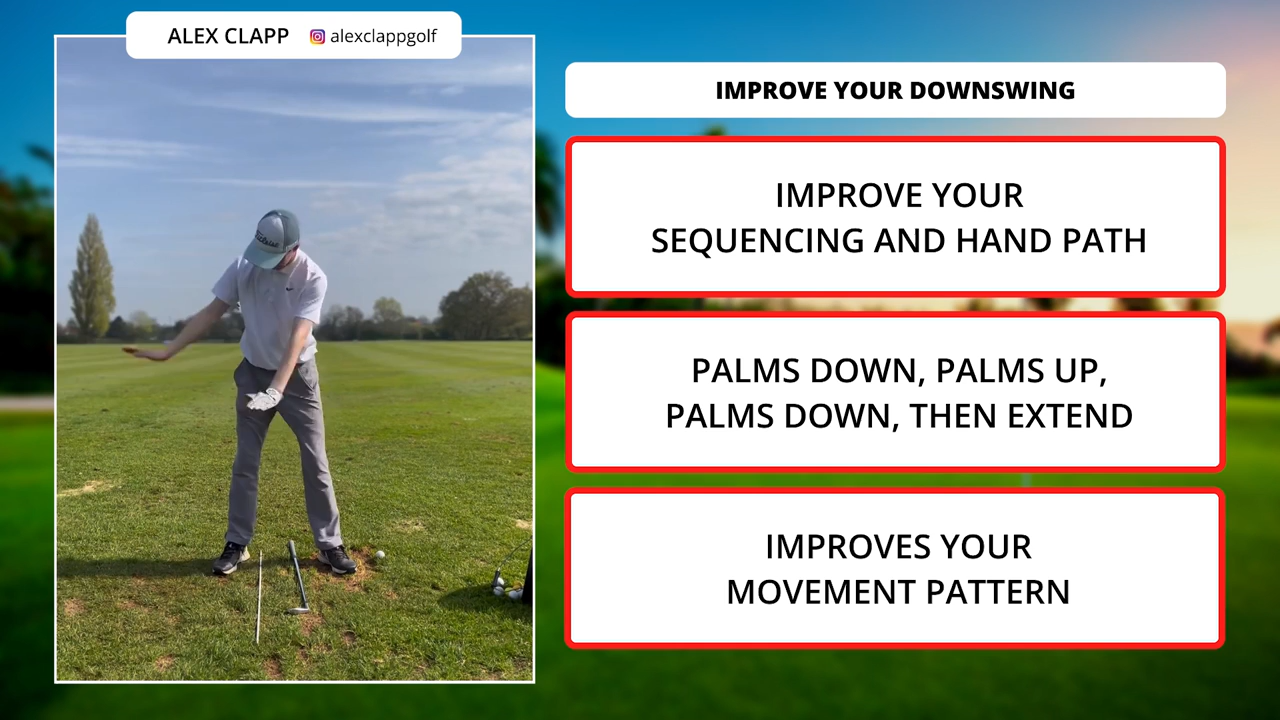 ALEX CLAPP alexclappgolf
IMPROVE YOUR DOWNSWING
IMPROVE YOUR
SEQUENCING AND HAND PATH
PALMS DOWN, PALMS UP,
PALMS DOWN, THEN EXTEND
IMPROVES YOUR
MOVEMENT PATTERN
Titleist